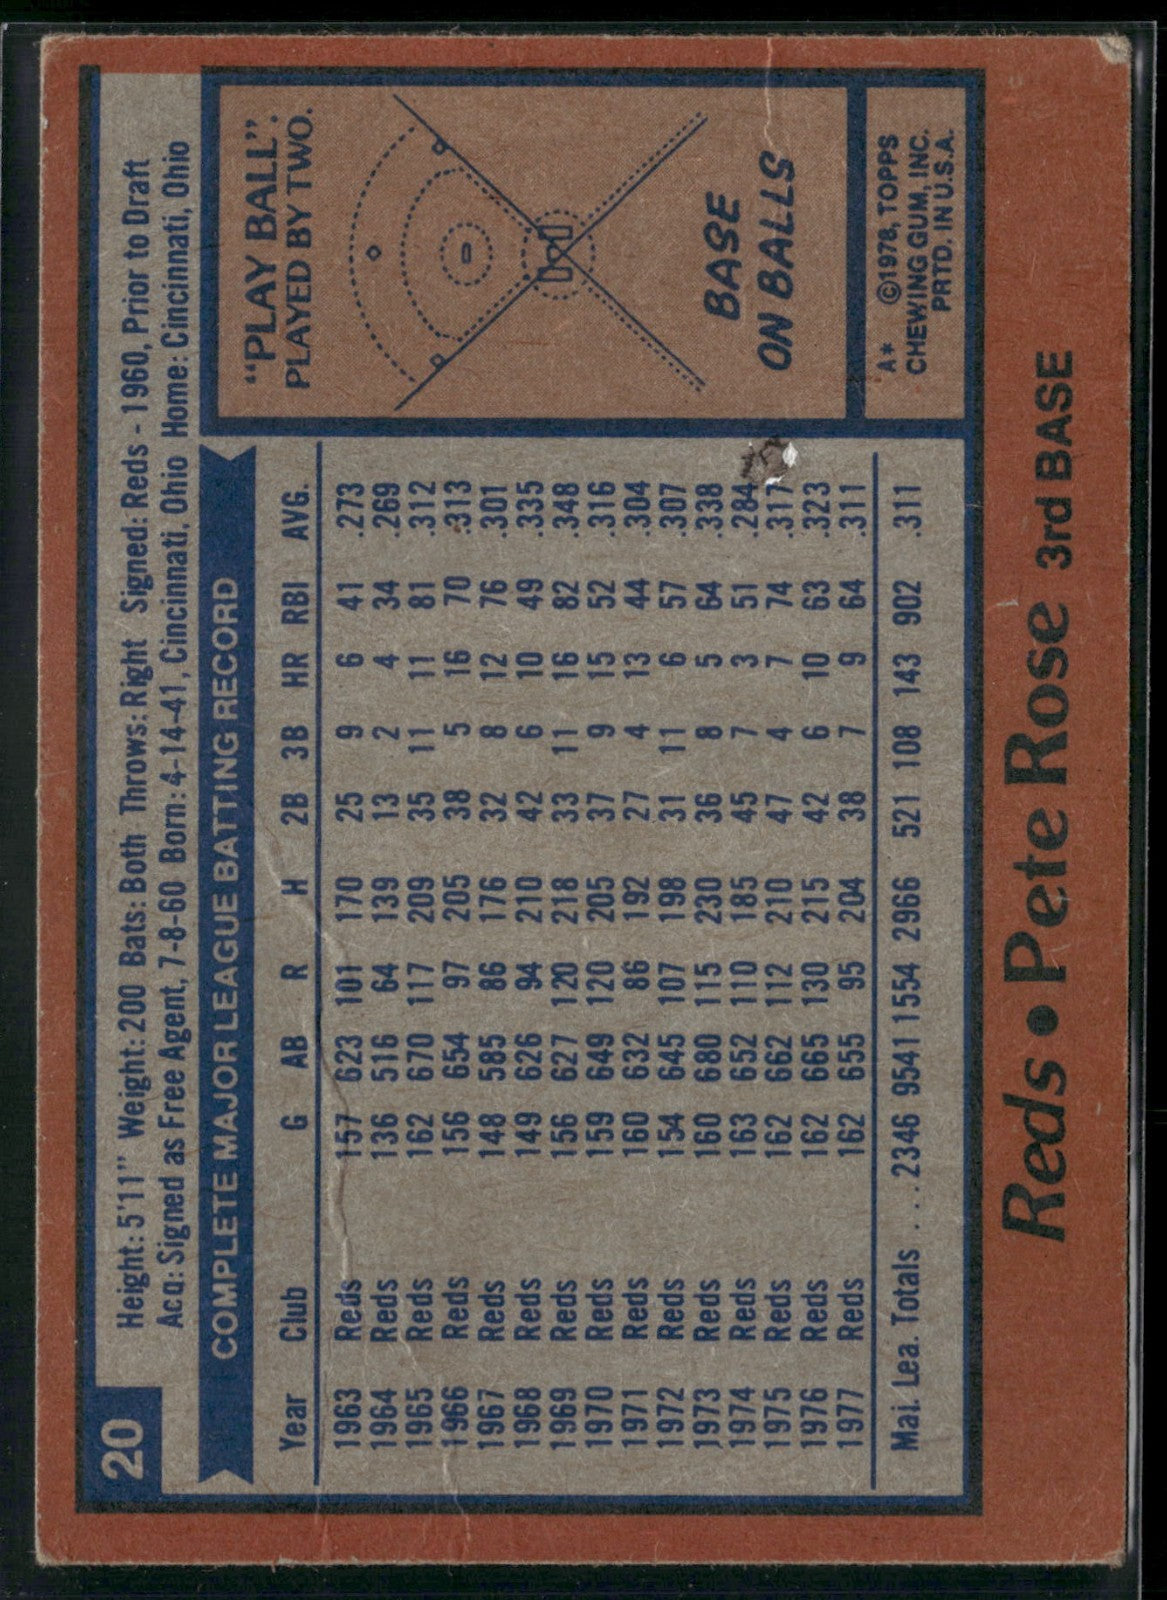 20
Height: 5'11" Weight: 200 Bats: Both Throws: Right Signed: Reds - 1960, Prior to Draft
Acq: Signed as Free Agent, 7-8-60 Born: 4-14-41, Cincinnati, Ohio Home: Cincinnati, Ohio
COMPLETE MAJOR LEAGUE BATTING RECORD
Year Club G AB R H 2B 3B HR RBI AVG.
1963 Reds 157 623 101 170 25 9 6 41 .273
1964 Reds 136 516 64 139 13 2 4 34 .269
1965 Reds 162 670 117 209 35 11 11 81 .312
1966 Reds 156 654 97 205 38 5 16 70 .313
1967 Reds 148 585 86 176 32 8 12 76 .301
1968 Reds 149 626 94 210 42 6 10 49 .335
1969 Reds 156 627 120 218 33 11 16 82 .348
1970 Reds 159 649 120 205 37 9 15 52 .316
1971 Reds 160 632 86 192 27 4 13 44 .304
1972 Reds 154 645 107 198 31 11 6 57 .307
1973 Reds 160 680 115 230 36 8 5 64 .338
1974 Reds 163 652 110 185 45 7 3 51 .284
1975 Reds 162 662 112 210 47 4 7 74 .317
1976 Reds 162 665 130 215 42 6 10 63 .323
1977 Reds 162 655 95 204 38 7 9 64 .311
Maj. Lea. Totals . . . 2346 9541 1554 2966 521 108 143 902 .311
"PLAY BALL".
PLAYED BY TWO.
BASE
ON BALLS
A* ©1978, TOPPS
CHEWING GUM, INC.
PRTD. IN U.S.A.
Reds • Pete Rose 3rd BASE